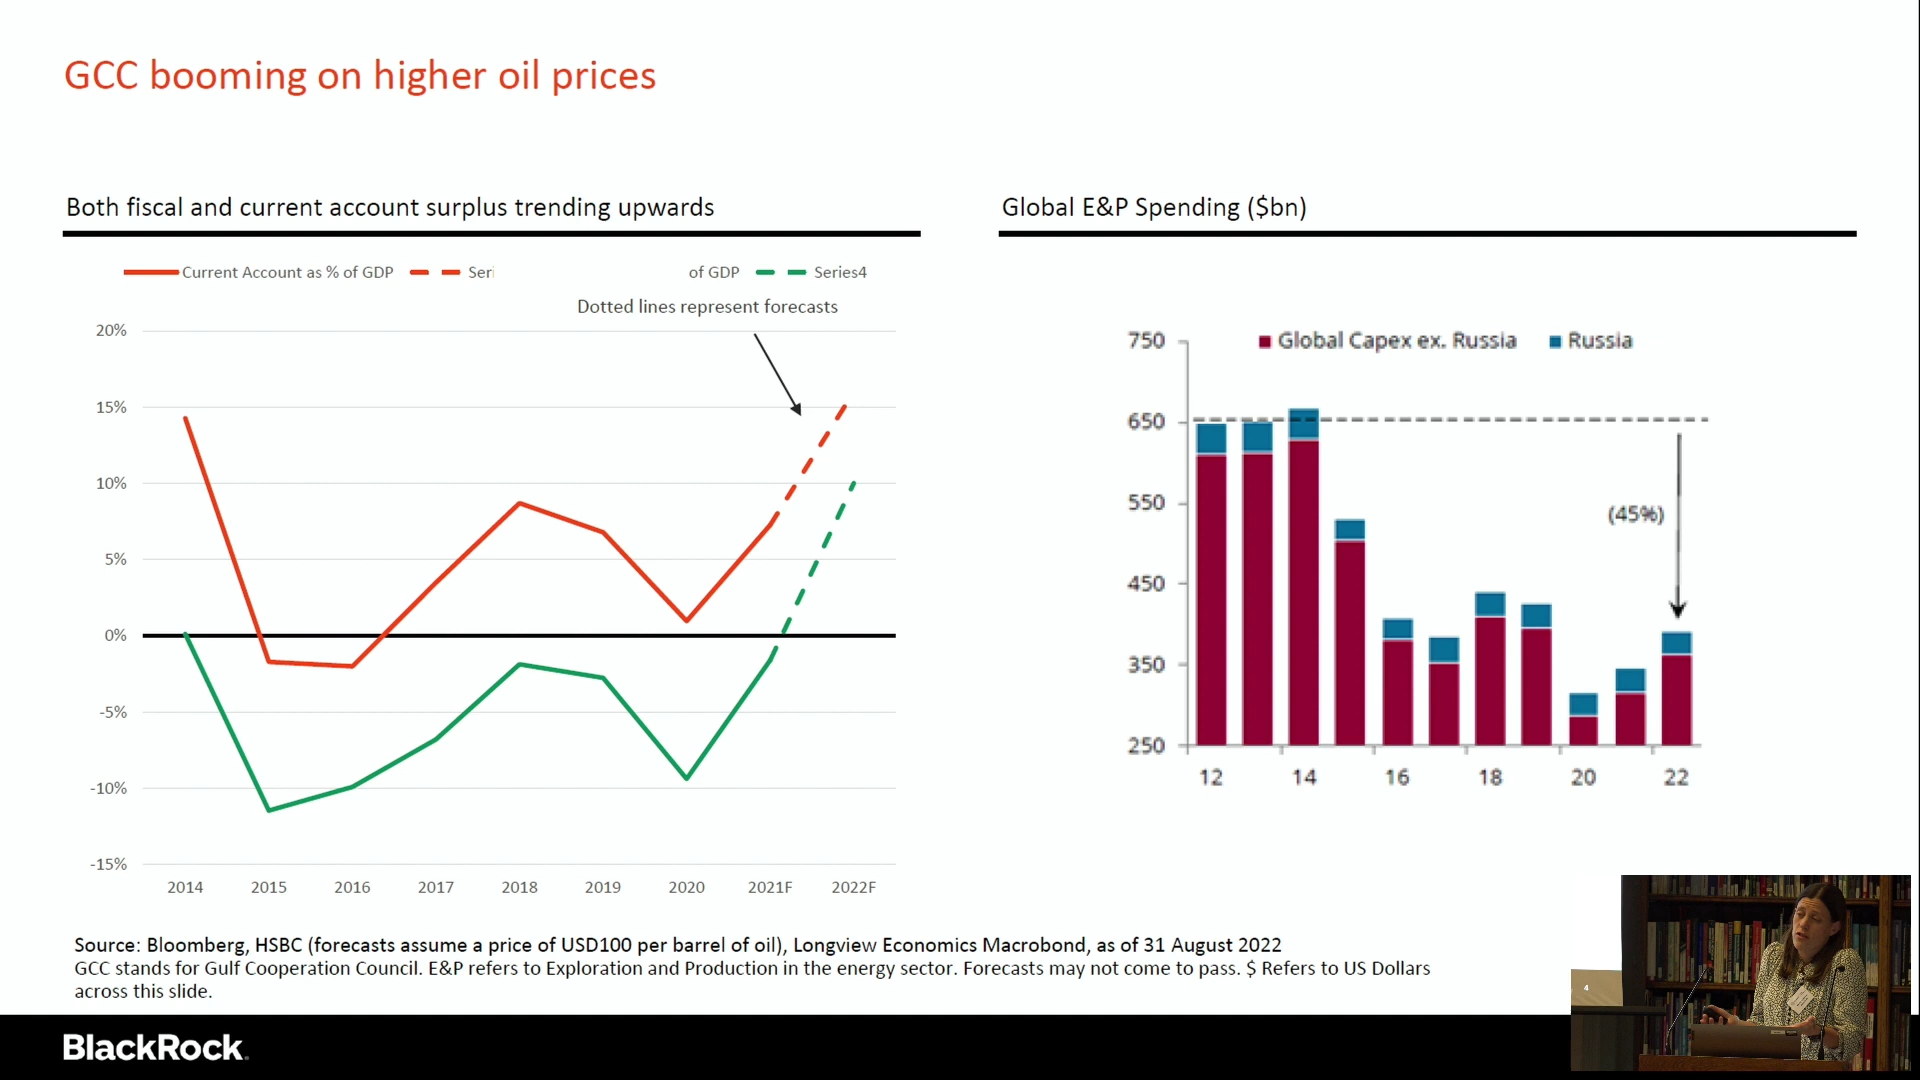 GCC booming on higher oil prices
Both fiscal and current account surplus trending upwards
Current Account as % of GDP
Seri
of GDP
Series4
Dotted lines represent forecasts
20%
15%
10%
5%
0%
-5%
-10%
-15%
2014 2015 2016 2017 2018 2019 2020 2021F 2022F
Global E&P Spending ($bn)
Global Capex ex. Russia
Russia
750
650
550
450
350
250
(45%)
12 14 16 18 20 22
Source: Bloomberg, HSBC (forecasts assume a price of USD100 per barrel of oil), Longview Economics Macrobond, as of 31 August 2022
GCC stands for Gulf Cooperation Council. E&P refers to Exploration and Production in the energy sector. Forecasts may not come to pass. $ Refers to US Dollars
across this slide.
4
BlackRock.